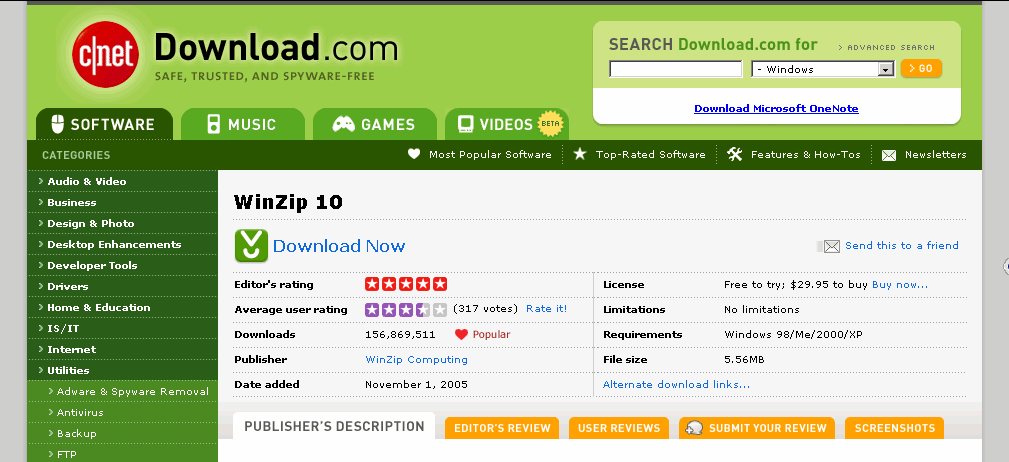 c|net Download.com
SAFE, TRUSTED, AND SPYWARE-FREE
SEARCH Download.com for > ADVANCED SEARCH
- Windows > GO
Download Microsoft OneNote
SOFTWARE MUSIC GAMES VIDEOS BETA
CATEGORIES Most Popular Software Top-Rated Software Features & How-Tos Newsletters
> Audio & Video
> Business
> Design & Photo
> Desktop Enhancements
> Developer Tools
> Drivers
> Home & Education
> IS/IT
> Internet
> Utilities
> Adware & Spyware Removal
> Antivirus
> Backup
> FTP
WinZip 10
Download Now Send this to a friend
Editor's rating License Free to try; $29.95 to buy Buy now...
Average user rating (317 votes) Rate it! Limitations No limitations
Downloads 156,869,511 Popular Requirements Windows 98/Me/2000/XP
Publisher WinZip Computing File size 5.56MB
Date added November 1, 2005 Alternate download links...
PUBLISHER'S DESCRIPTION EDITOR'S REVIEW USER REVIEWS SUBMIT YOUR REVIEW SCREENSHOTS